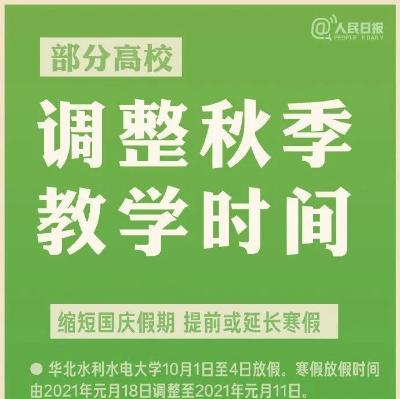 @人民日报
PEOPLE'S DAILY
部分高校
调整秋季
教学时间
缩短国庆假期 提前或延长寒假
● 华北水利水电大学10月1日至4日放假。寒假放假时间
由2021年元月18日调整至2021年元月11日。